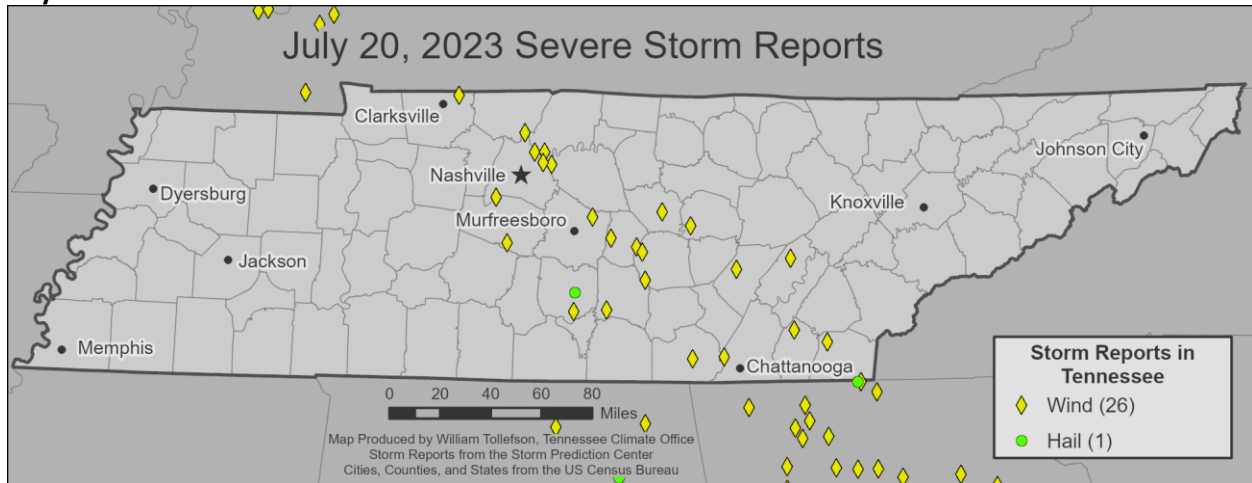 July 20, 2023 Severe Storm Reports
Clarksville
Johnson City
Nashville
Dyersburg
Knoxville
Murfreesboro
Jackson
Memphis
Chattanooga
Storm Reports in
Tennessee
Wind (26)
Hail (1)
0 20 40 60 80
Miles
Map Produced by William Tollefson, Tennessee Climate Office
Storm Reports from the Storm Prediction Center
Cities, Counties, and States from the US Census Bureau